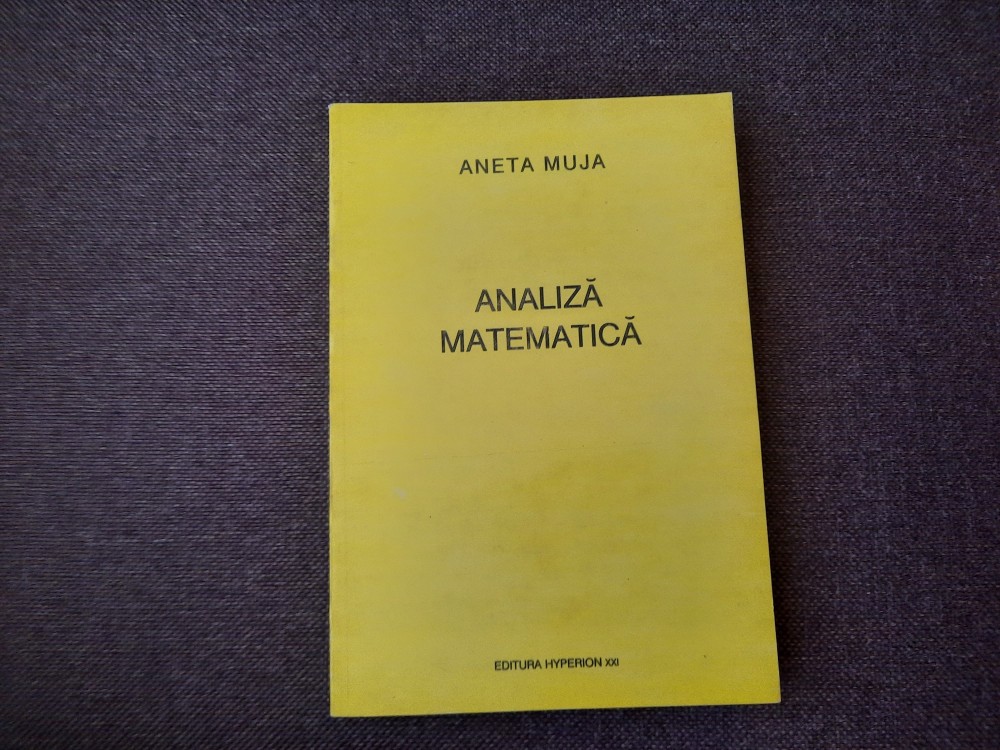 ANETA MUJA
ANALIZĂ
MATEMATICĂ
EDITURA HYPERION XXI